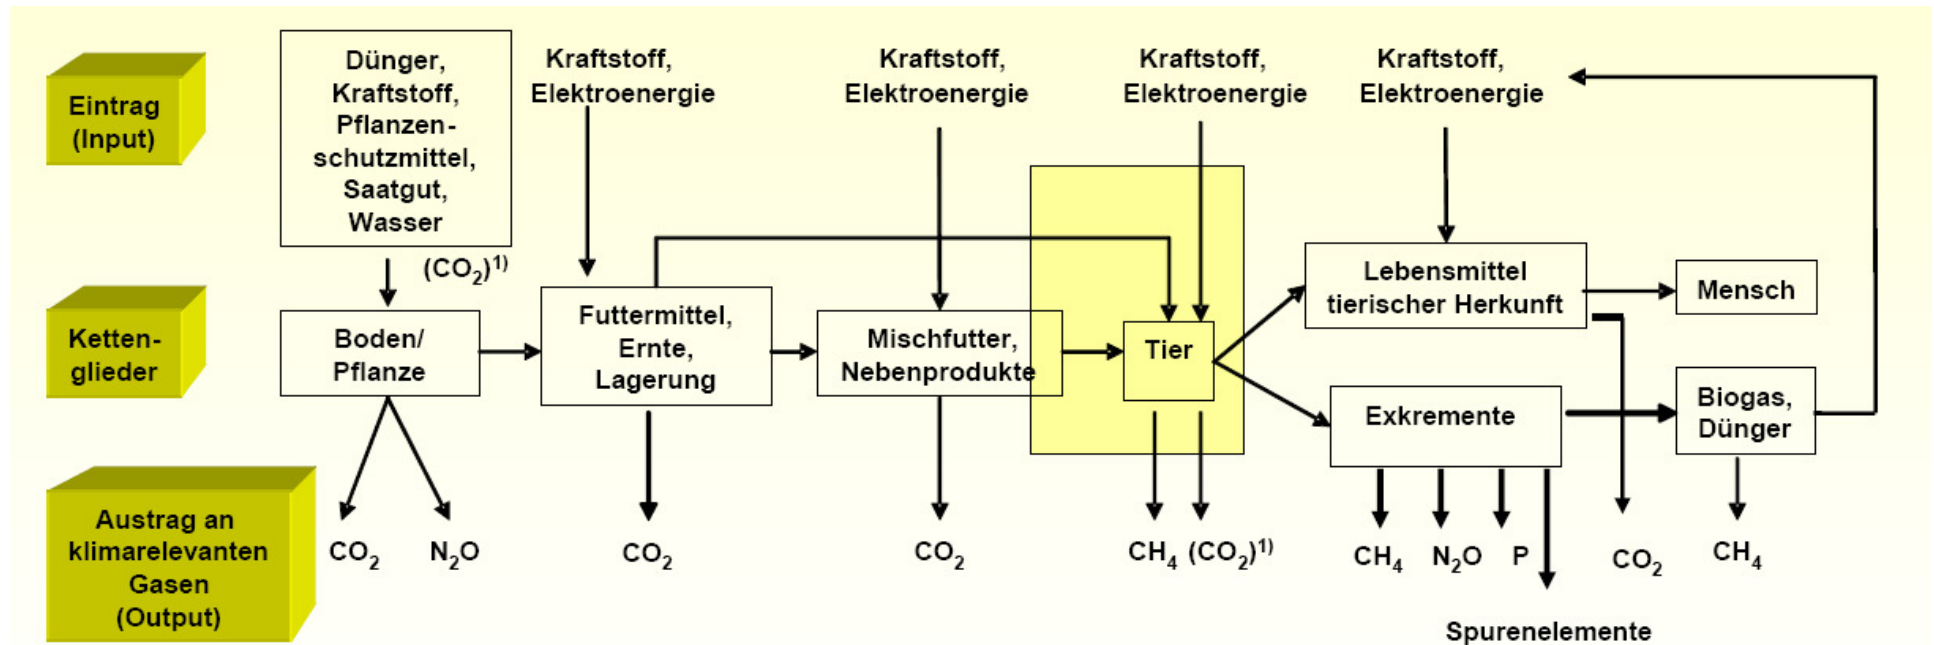 Eintrag
(Input)
Dünger,
Kraftstoff,
Pflanzen-
schutzmittel,
Saatgut,
Wasser
Kraftstoff,
Elektroenergie
Kraftstoff,
Elektroenergie
Kraftstoff,
Elektroenergie
Kraftstoff,
Elektroenergie
(CO₂)¹⁾
Ketten-
glieder
Boden/
Pflanze
Futtermittel,
Ernte,
Lagerung
Mischfutter,
Nebenprodukte
Tier
Lebensmittel
tierischer Herkunft
Mensch
Exkremente
Biogas,
Dünger
Austrag an
klimarelevanten
Gasen
(Output)
CO₂
N₂O
CO₂
CO₂
CH₄ (CO₂)¹⁾
CH₄
N₂O
P
CO₂
CH₄
Spurenelemente